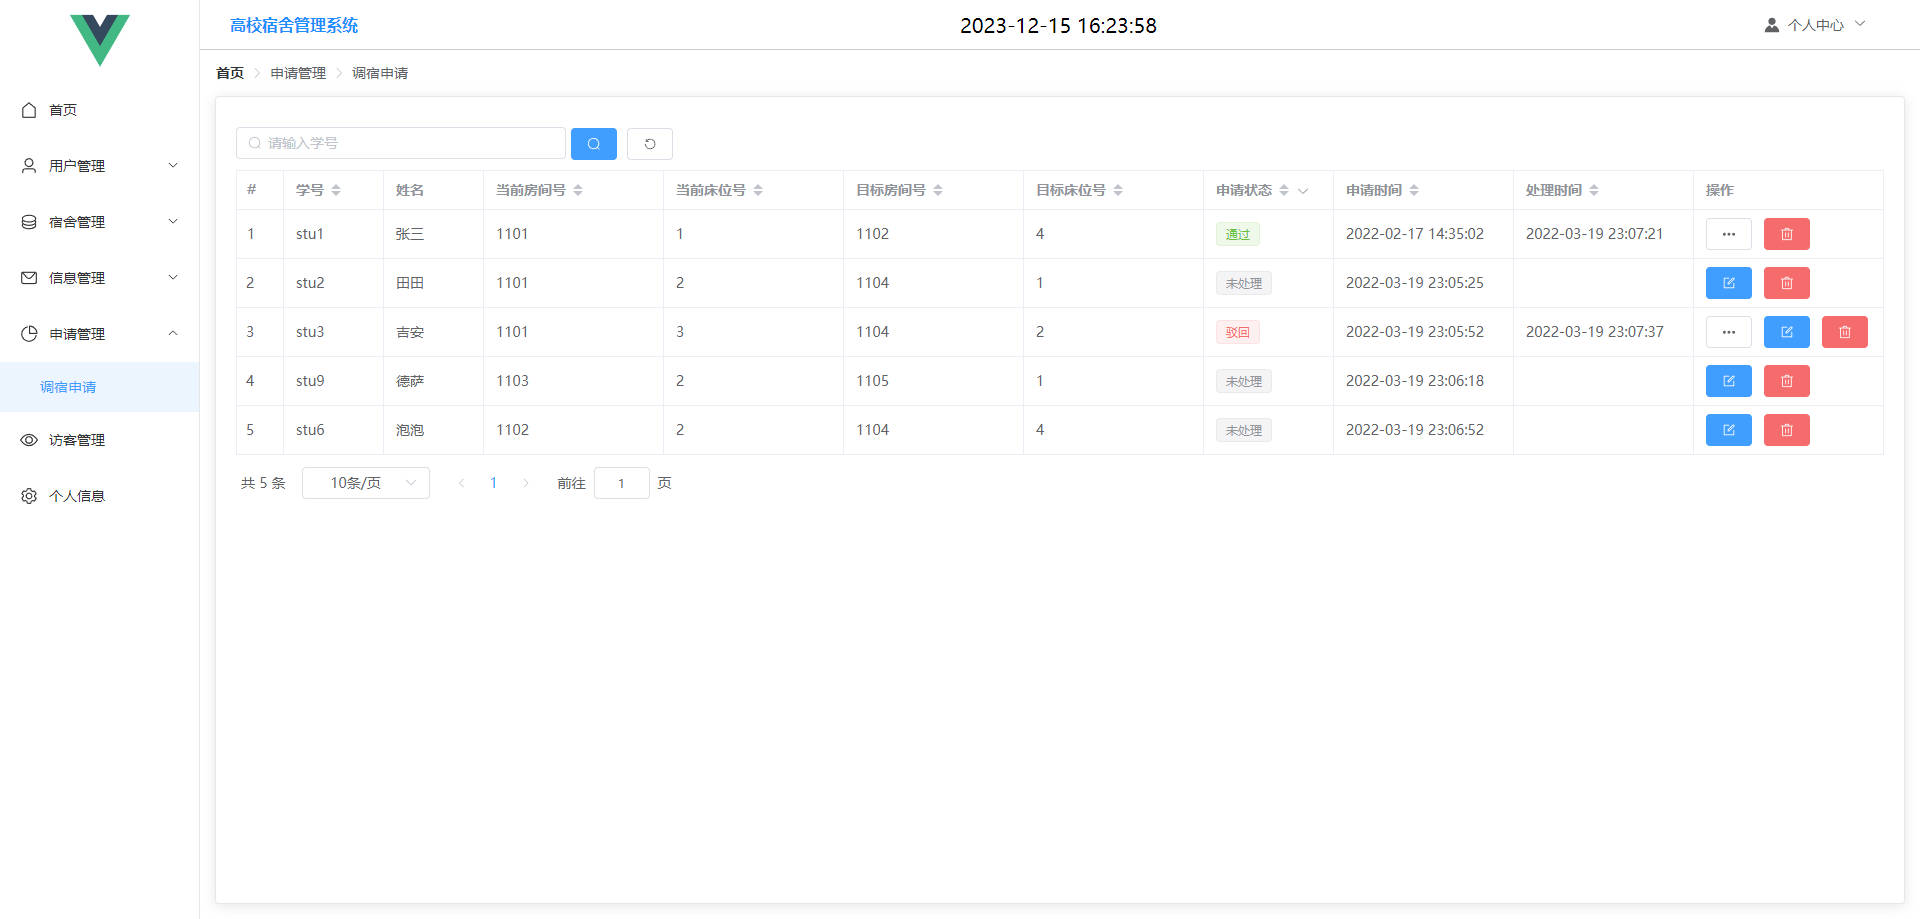 高校宿舍管理系统 2023-12-15 16:23:58 个人中心
首页 申请管理 调宿申请
首页
用户管理
宿舍管理
信息管理
申请管理
调宿申请
访客管理
个人信息
请输入学号
# 学号 姓名 当前房间号 当前床位号 目标房间号 目标床位号 申请状态 申请时间 处理时间 操作
1 stu1 张三 1101 1 1102 4 通过 2022-02-17 14:35:02 2022-03-19 23:07:21
2 stu2 田田 1101 2 1104 1 未处理 2022-03-19 23:05:25
3 stu3 吉安 1101 3 1104 2 驳回 2022-03-19 23:05:52 2022-03-19 23:07:37
4 stu9 德萨 1103 2 1105 1 未处理 2022-03-19 23:06:18
5 stu6 泡泡 1102 2 1104 4 未处理 2022-03-19 23:06:52
共 5 条 10条/页 1 前往 1 页